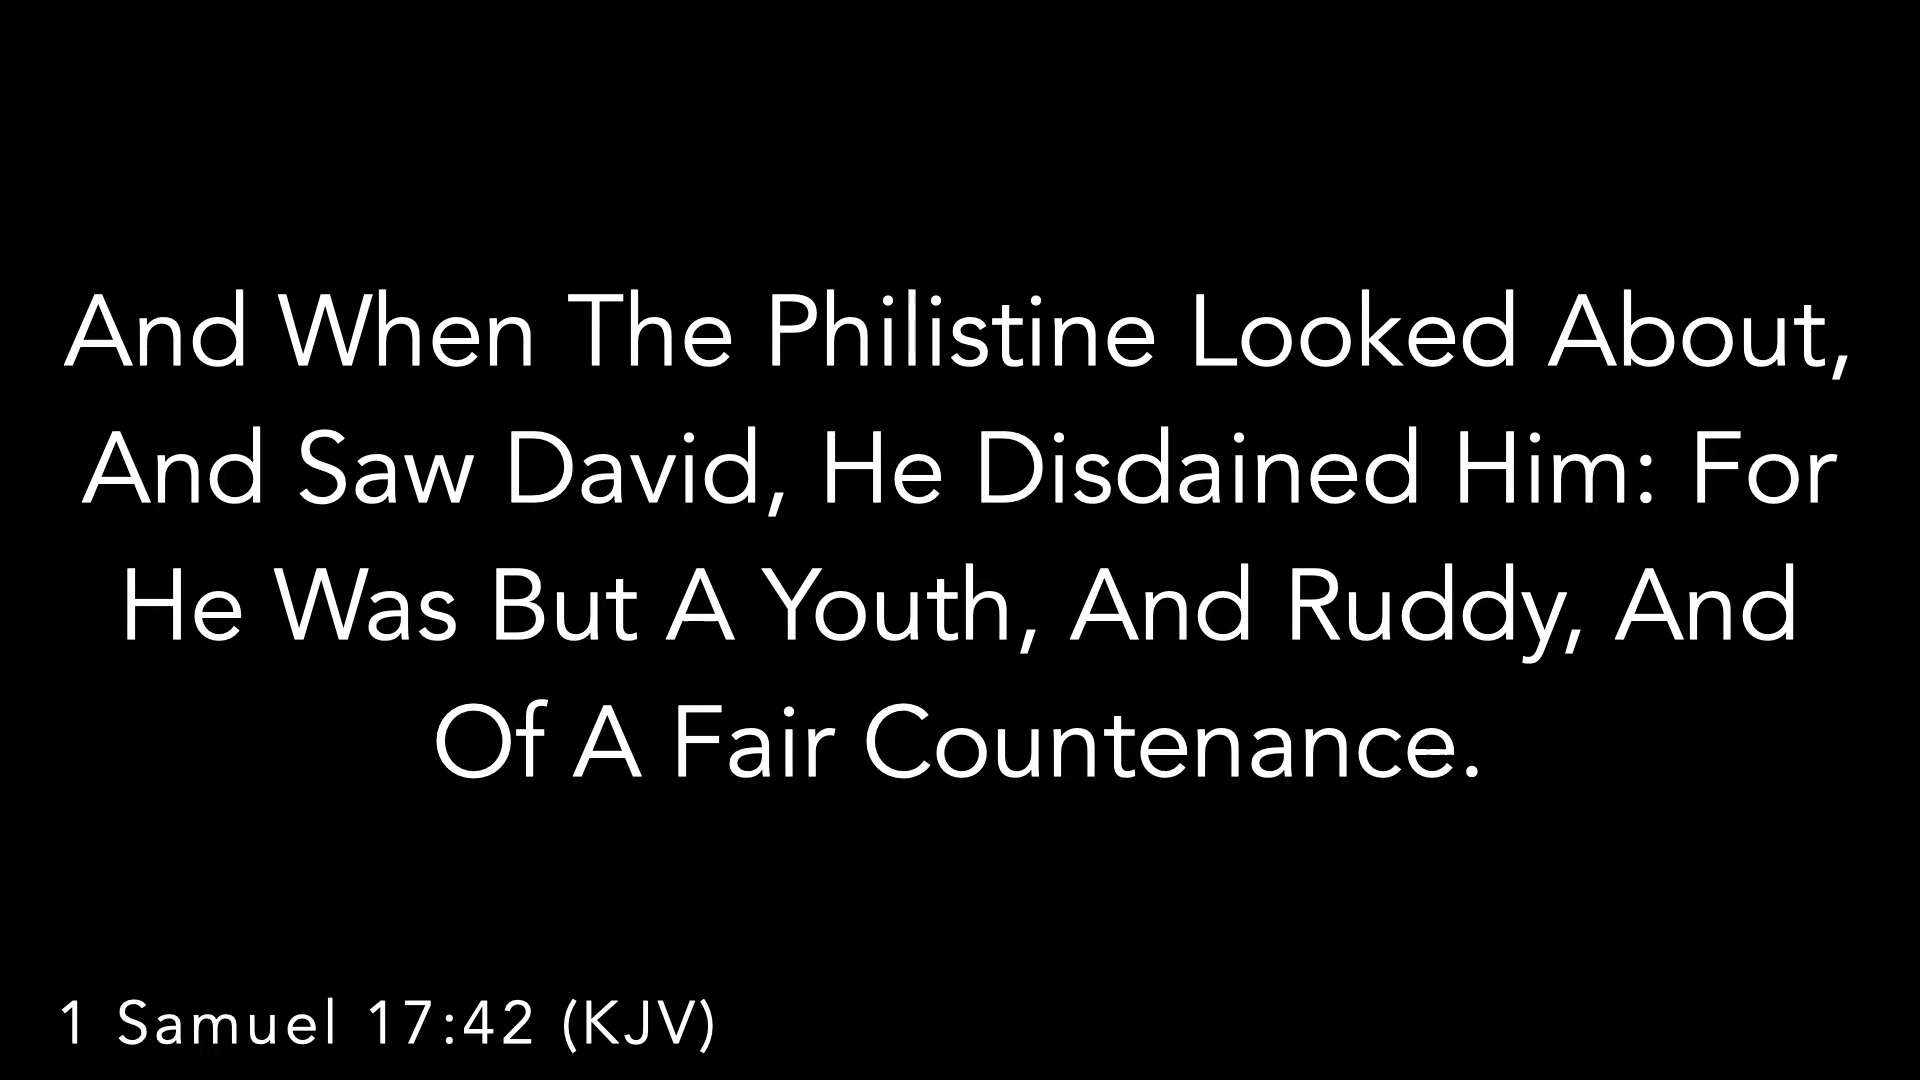 And When The Philistine Looked About,
And Saw David, He Disdained Him: For
He Was But A Youth, And Ruddy, And
Of A Fair Countenance.
1 Samuel 17:42 (KJV)